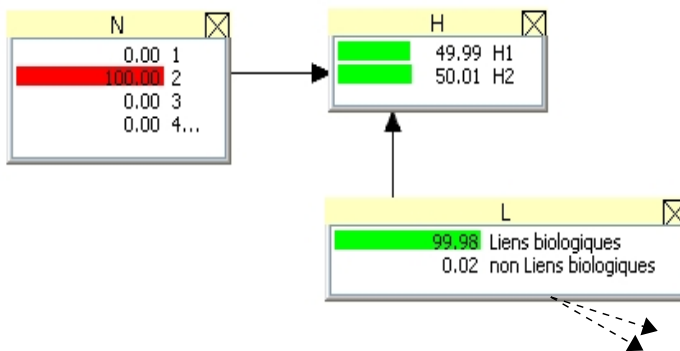 N
0.00 1
100.00 2
0.00 3
0.00 4...
H
49.99 H1
50.01 H2
L
99.98 Liens biologiques
0.02 non Liens biologiques